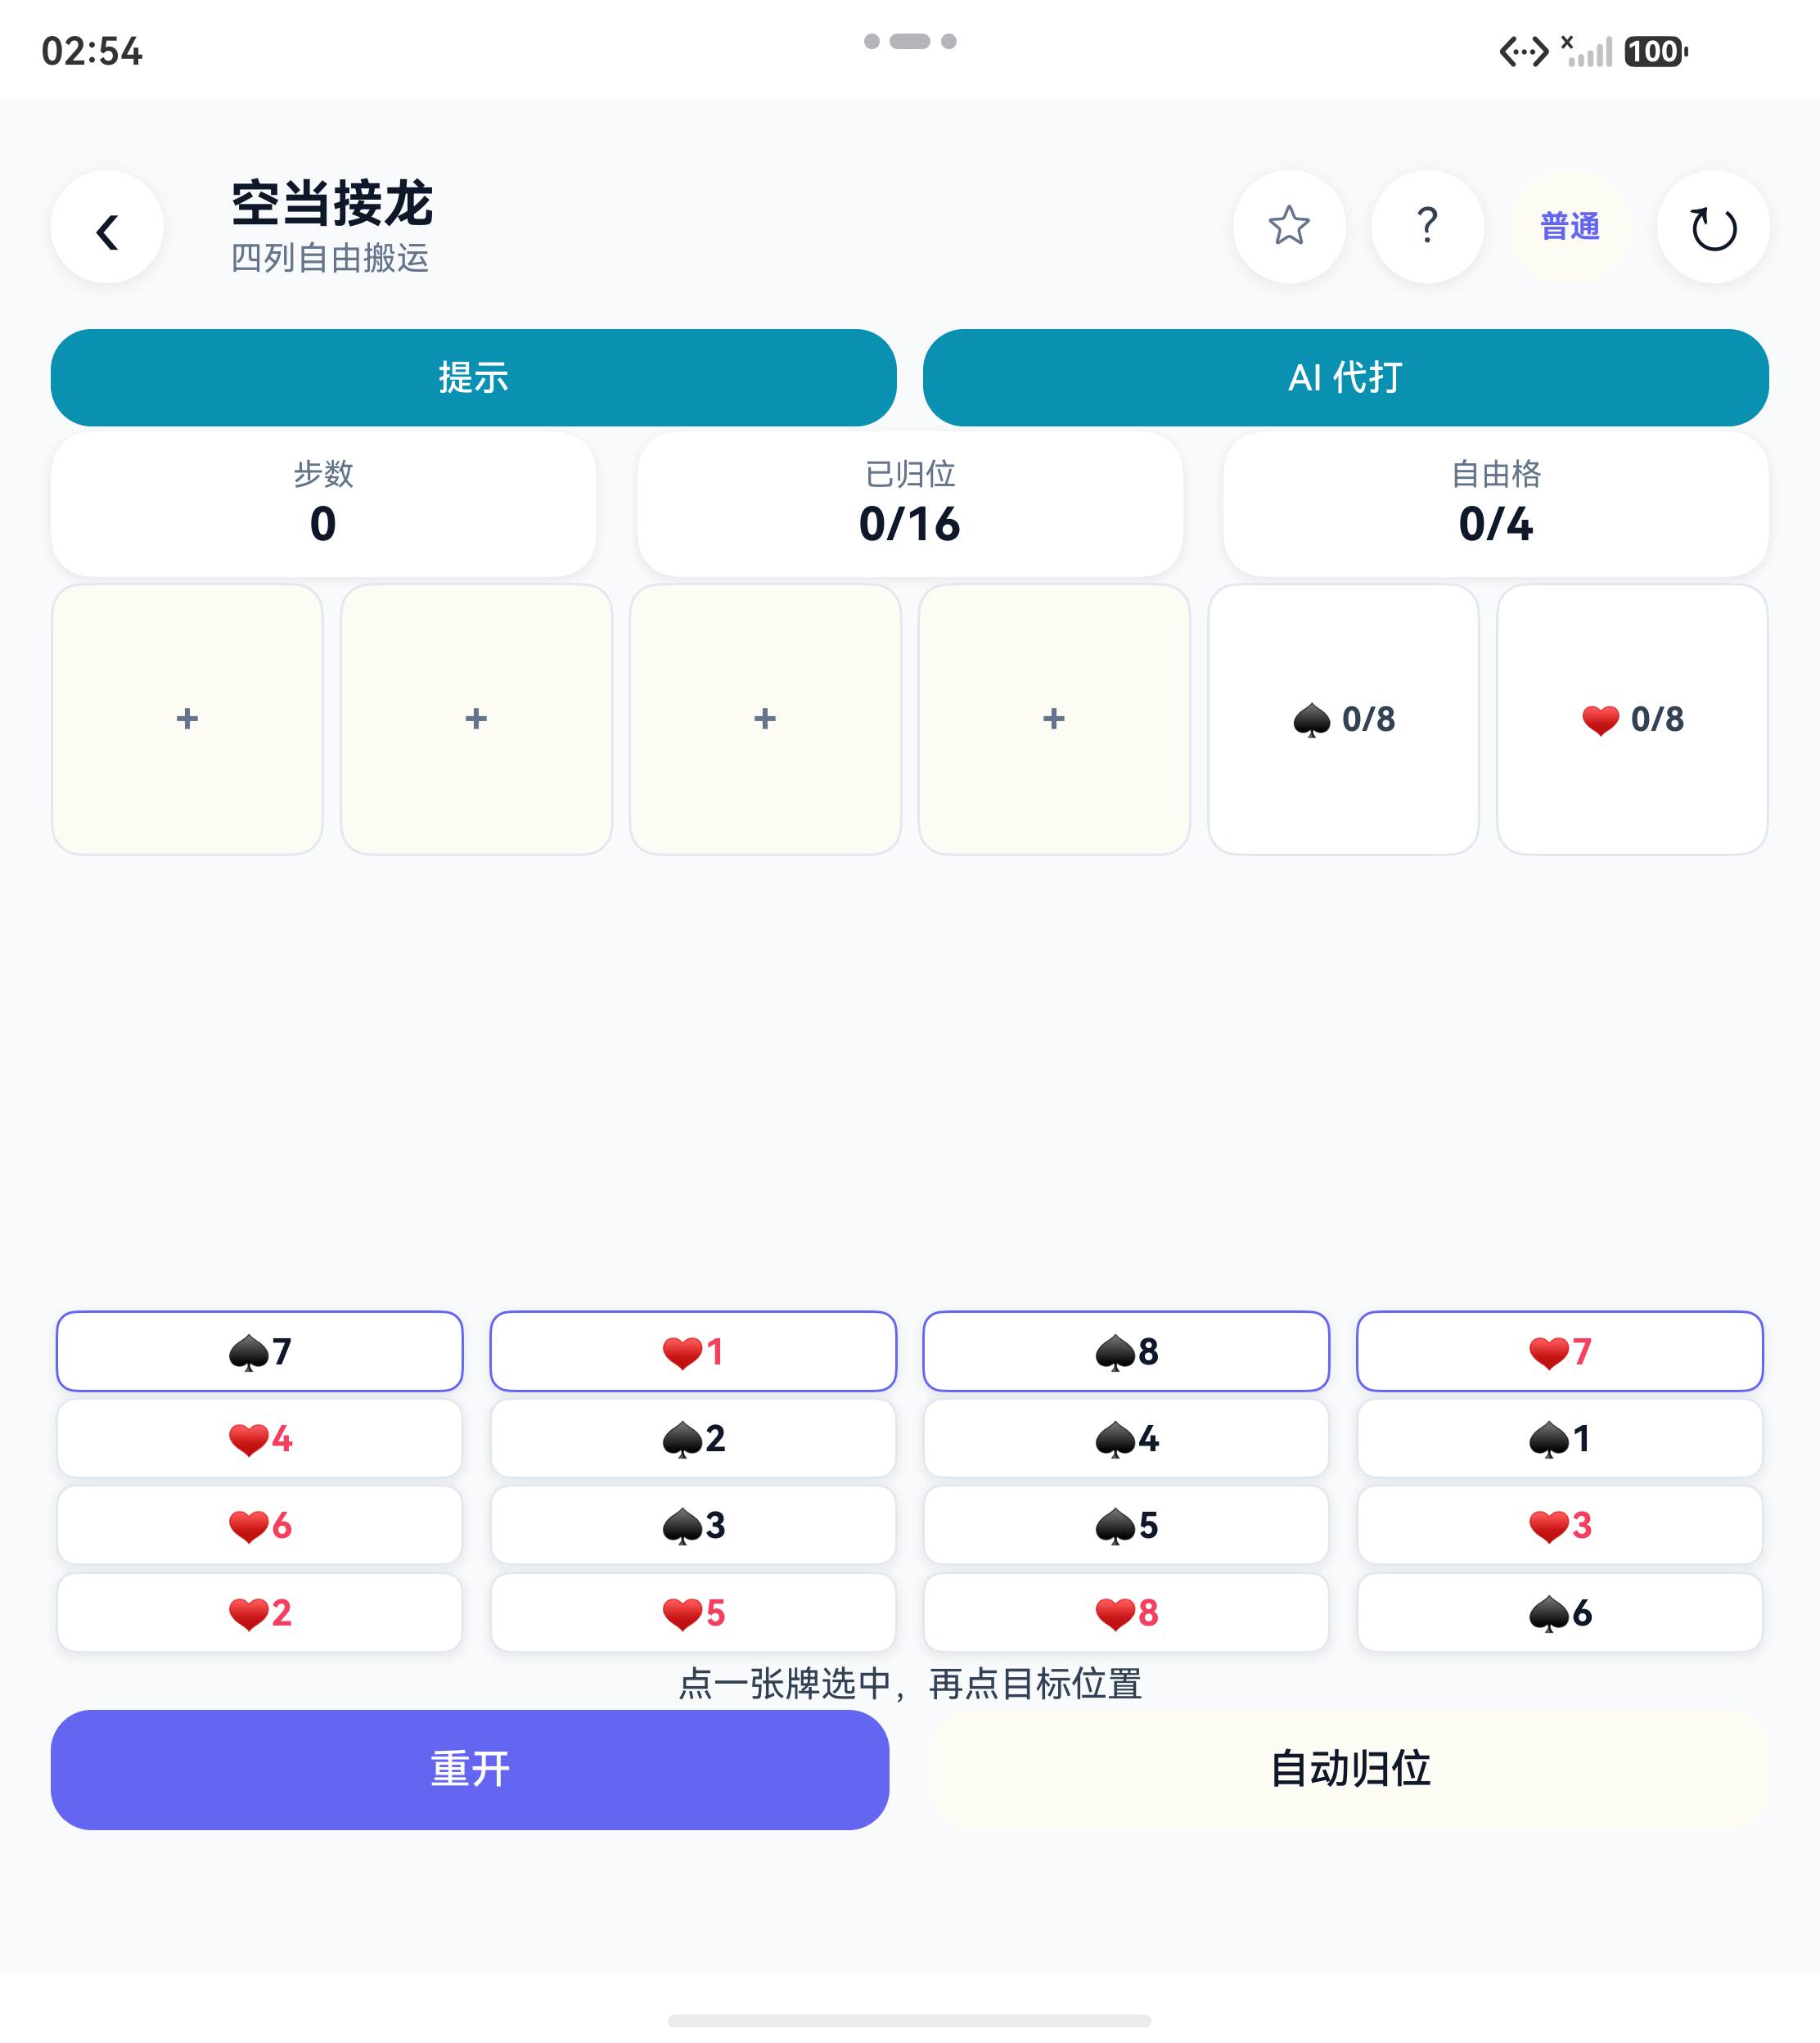 02:54
100
空当接龙
四列自由搬运
?
普通
提示
AI 代打
步数
0
已归位
0/16
自由格
0/4
+ + + + ♠ 0/8 ♥ 0/8
♠7 ♥1 ♠8 ♥7
♥4 ♠2 ♠4 ♠1
♥6 ♠3 ♠5 ♥3
♥2 ♥5 ♥8 ♠6
点一张牌选中，再点目标位置
重开
自动归位